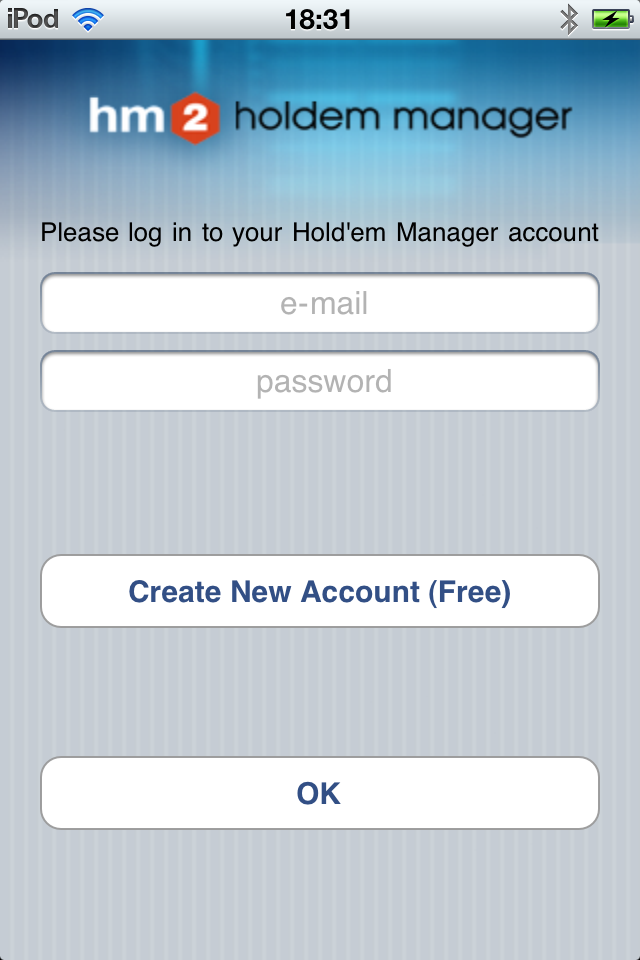 iPod 18:31
hm2 holdem manager
Please log in to your Hold'em Manager account
e-mail
password
Create New Account (Free)
OK